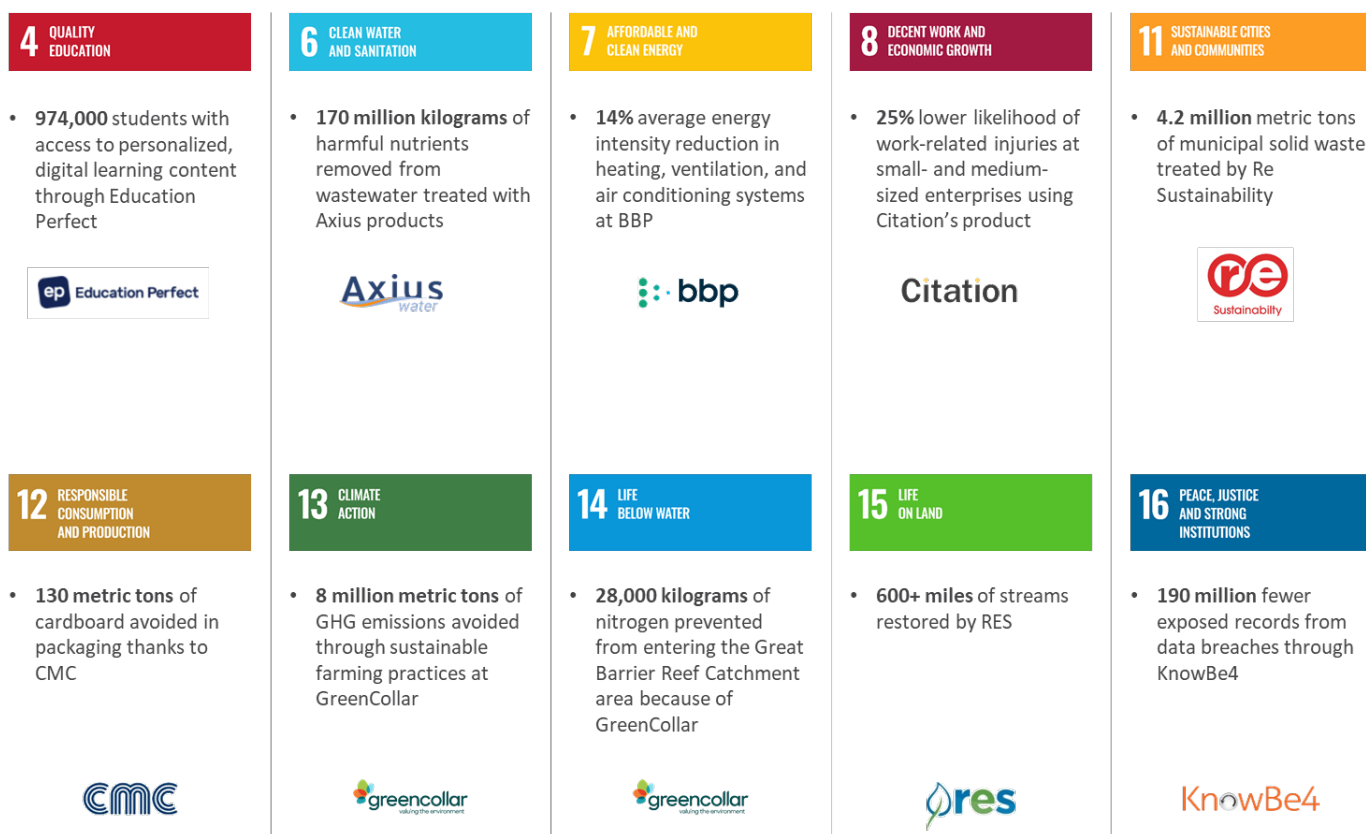 4 QUALITY
EDUCATION
• 974,000 students with
access to personalized,
digital learning content
through Education
Perfect
ep Education Perfect
6 CLEAN WATER
AND SANITATION
• 170 million kilograms of
harmful nutrients
removed from
wastewater treated with
Axius products
Axius
water
7 AFFORDABLE AND
CLEAN ENERGY
• 14% average energy
intensity reduction in
heating, ventilation, and
air conditioning systems
at BBP
bbp
8 DECENT WORK AND
ECONOMIC GROWTH
• 25% lower likelihood of
work-related injuries at
small- and medium-
sized enterprises using
Citation’s product
Citation
11 SUSTAINABLE CITIES
AND COMMUNITIES
• 4.2 million metric tons
of municipal solid waste
treated by Re
Sustainability
re
Sustainabilty
12 RESPONSIBLE
CONSUMPTION
AND PRODUCTION
• 130 metric tons of
cardboard avoided in
packaging thanks to
CMC
CMC
13 CLIMATE
ACTION
• 8 million metric tons of
GHG emissions avoided
through sustainable
farming practices at
GreenCollar
greencollar
valuing the environment
14 LIFE
BELOW WATER
• 28,000 kilograms of
nitrogen prevented
from entering the Great
Barrier Reef Catchment
area because of
GreenCollar
greencollar
valuing the environment
15 LIFE
ON LAND
• 600+ miles of streams
restored by RES
res
16 PEACE, JUSTICE
AND STRONG
INSTITUTIONS
• 190 million fewer
exposed records from
data breaches through
KnowBe4
KnowBe4